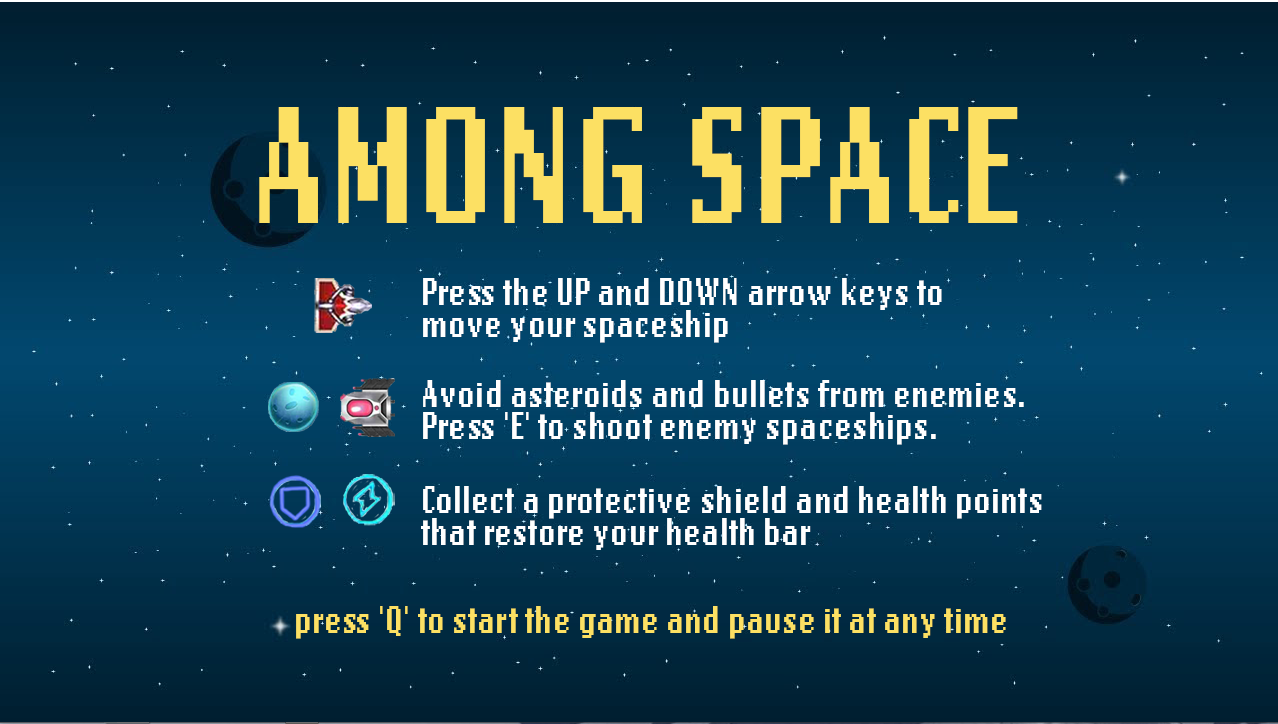 AMONG SPACE
Press the UP and DOWN arrow keys to
move your spaceship
Avoid asteroids and bullets from enemies.
Press 'E' to shoot enemy spaceships.
Collect a protective shield and health points
that restore your health bar
press 'Q' to start the game and pause it at any time